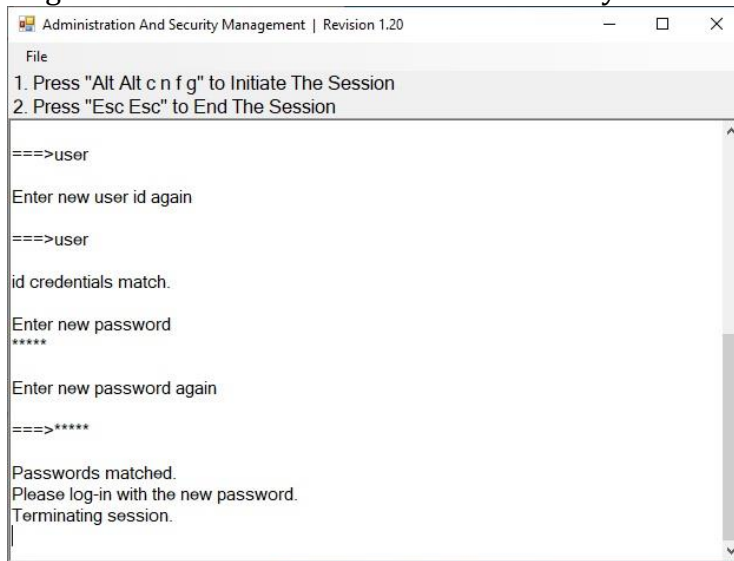 Administration And Security Management | Revision 1.20
File
1. Press "Alt Alt c n f g" to Initiate The Session
2. Press "Esc Esc" to End The Session
===>user
Enter new user id again
===>user
id credentials match.
Enter new password
*****
Enter new password again
===>*****
Passwords matched.
Please log-in with the new password.
Terminating session.